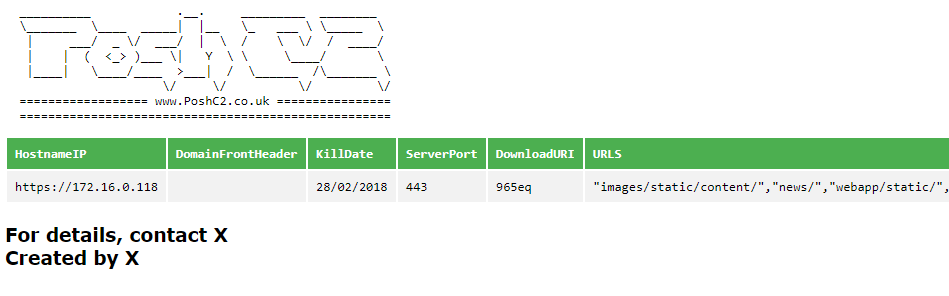 PoshC2
================== www.PoshC2.co.uk ================
====================================================
HostnameIP DomainFrontHeader KillDate ServerPort DownloadURI URLS
https://172.16.0.118 28/02/2018 443 965eq "images/static/content/","news/","webapp/static/",
For details, contact X
Created by X